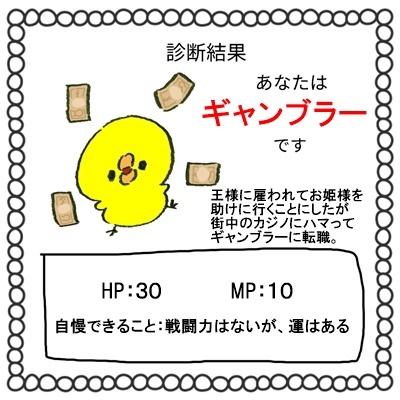 診断結果
あなたは
ギャンブラー
です
王様に雇われてお姫様を
助けに行くことにしたが
街中のカジノにハマって
ギャンブラーに転職。
HP:30 MP:10
自慢できること:戦闘力はないが、運はある